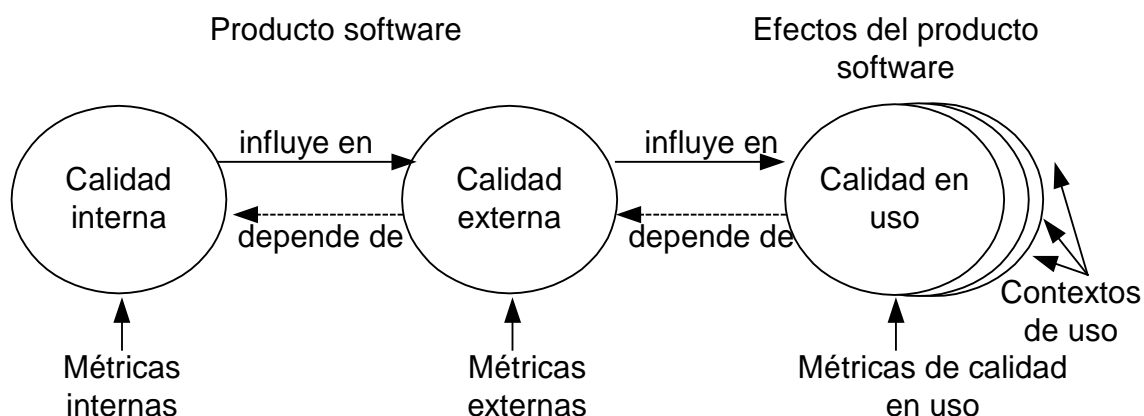 Producto software
Efectos del producto
software
influye en
influye en
Calidad
interna
Calidad
externa
Calidad en
uso
depende de
depende de
Contextos
de uso
Métricas
internas
Métricas
externas
Métricas de calidad
en uso